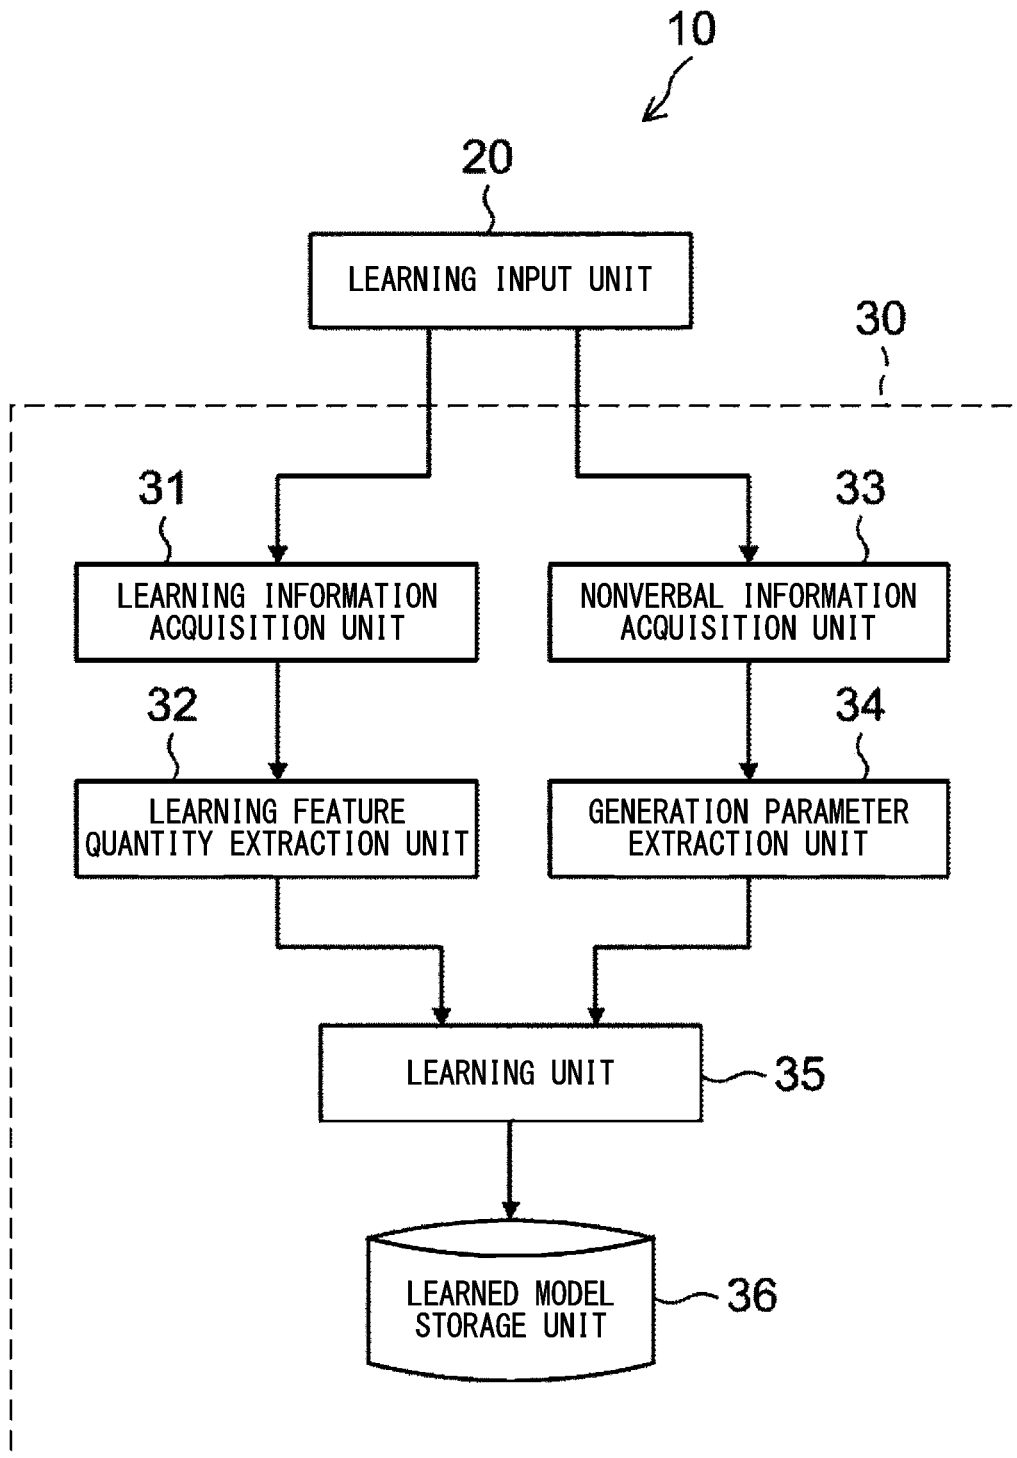 10
20
LEARNING INPUT UNIT
30
31
33
LEARNING INFORMATION
ACQUISITION UNIT
NONVERBAL INFORMATION
ACQUISITION UNIT
32
34
LEARNING FEATURE
QUANTITY EXTRACTION UNIT
GENERATION PARAMETER
EXTRACTION UNIT
LEARNING UNIT
35
LEARNED MODEL
STORAGE UNIT
36